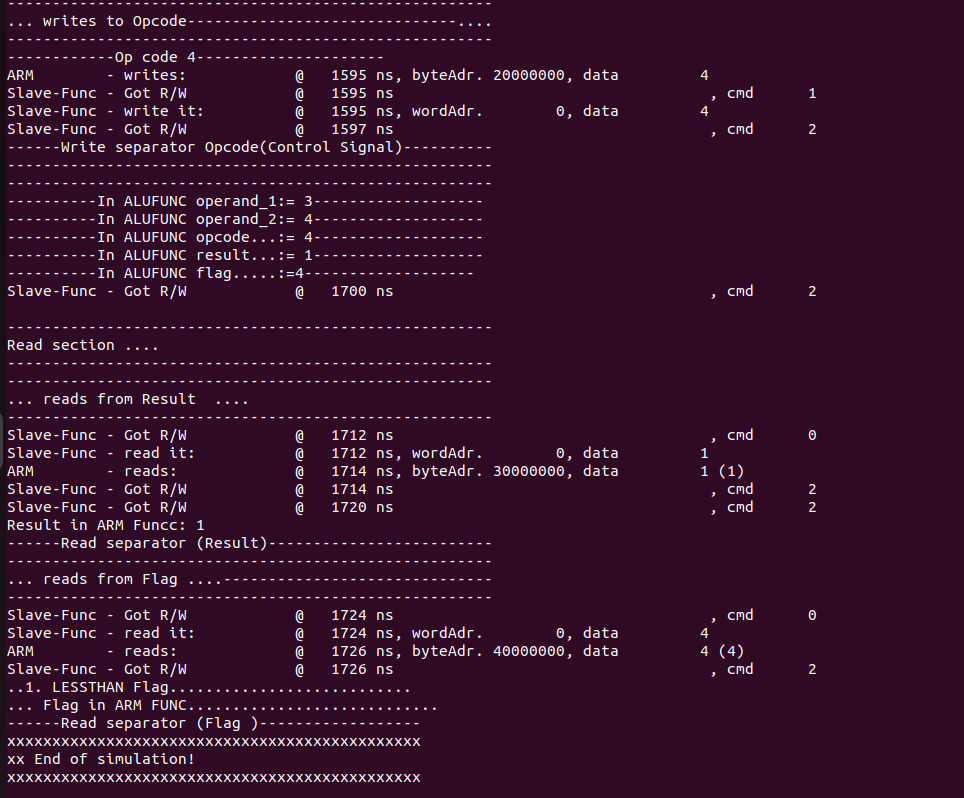 ------------------------------------------------------
... writes to Opcode------------------------------....
------------------------------------------------------
------------Op code 4---------------------
ARM        - writes:            @   1595 ns, byteAdr. 20000000, data         4
Slave-Func - Got R/W            @   1595 ns                                   , cmd      1
Slave-Func - write it:          @   1595 ns, wordAdr.        0, data         4
Slave-Func - Got R/W            @   1597 ns                                   , cmd      2
------Write separator Opcode(Control Signal)----------
------------------------------------------------------
------------------------------------------------------
----------In ALUFUNC operand_1:= 3-------------------
----------In ALUFUNC operand_2:= 4-------------------
----------In ALUFUNC opcode...:= 4-------------------
----------In ALUFUNC result...:= 1-------------------
----------In ALUFUNC flag.....:=4-------------------
Slave-Func - Got R/W            @   1700 ns                                   , cmd      2
------------------------------------------------------
Read section ....
------------------------------------------------------
------------------------------------------------------
... reads from Result  ....
------------------------------------------------------
Slave-Func - Got R/W            @   1712 ns                                   , cmd      0
Slave-Func - read it:           @   1712 ns, wordAdr.        0, data         1
ARM        - reads:             @   1714 ns, byteAdr. 30000000, data         1 (1)
Slave-Func - Got R/W            @   1714 ns                                   , cmd      2
Slave-Func - Got R/W            @   1720 ns                                   , cmd      2
Result in ARM Funcc: 1
------Read separator (Result)-------------------------
------------------------------------------------------
... reads from Flag ....------------------------------
------------------------------------------------------
Slave-Func - Got R/W            @   1724 ns                                   , cmd      0
Slave-Func - read it:           @   1724 ns, wordAdr.        0, data         4
ARM        - reads:             @   1726 ns, byteAdr. 40000000, data         4 (4)
Slave-Func - Got R/W            @   1726 ns                                   , cmd      2
..1. LESSTHAN Flag...........................
... Flag in ARM FUNC............................
------Read separator (Flag )------------------
xxxxxxxxxxxxxxxxxxxxxxxxxxxxxxxxxxxxxxxxxxxxxx
xx End of simulation!
xxxxxxxxxxxxxxxxxxxxxxxxxxxxxxxxxxxxxxxxxxxxxx